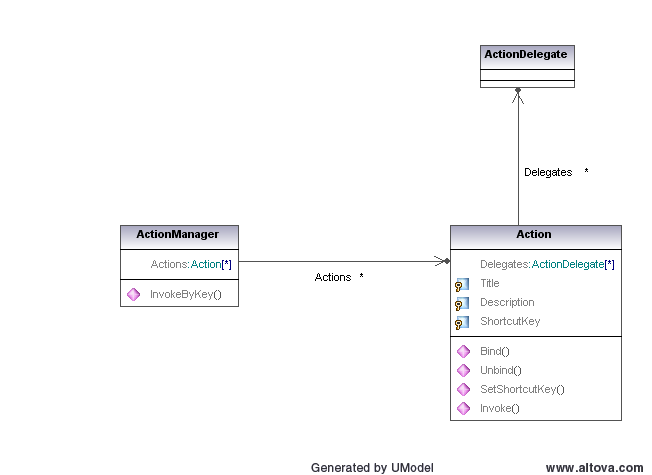 ActionDelegate
Delegates *
ActionManager
Actions:Action[*]
InvokeByKey()
Actions *
Action
Delegates:ActionDelegate[*]
Title
Description
ShortcutKey
Bind()
Unbind()
SetShortcutKey()
Invoke()
Generated by UModel
www.altova.com